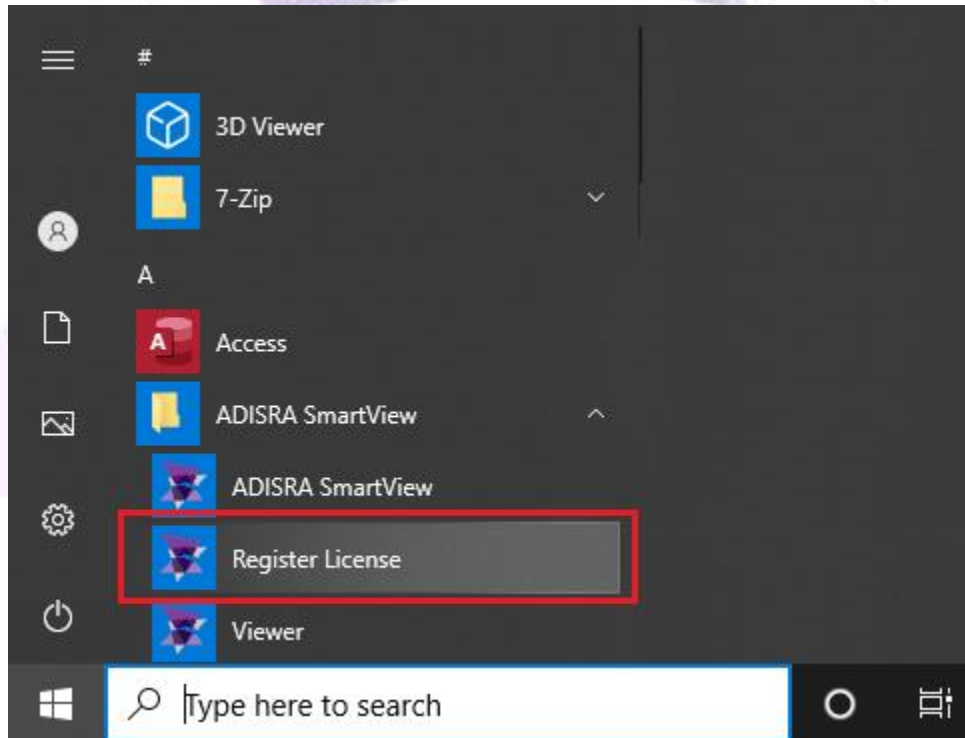 #
3D Viewer
7-Zip
A
Access
ADISRA SmartView
ADISRA SmartView
Register License
Viewer
Type here to search